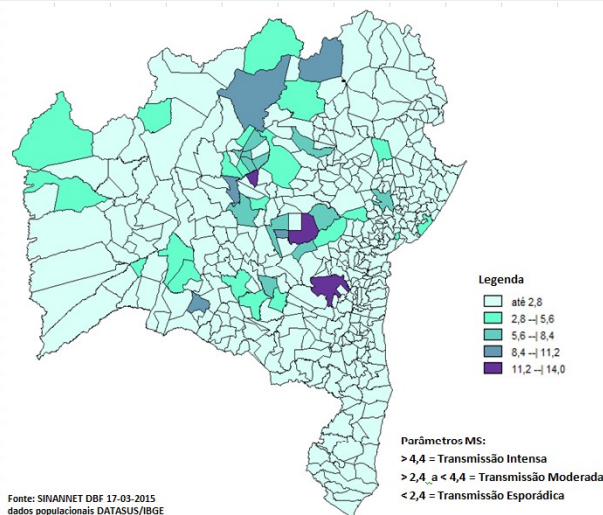 Legenda
até 2,8
2,8 --| 5,6
5,6 --| 8,4
8,4 --| 11,2
11,2 --| 14,0
Parâmetros MS:
> 4,4 = Transmissão Intensa
> 2,4 a < 4,4 = Transmissão Moderada
< 2,4 = Transmissão Esporádica
Fonte: SINANNET DBF 17-03-2015
dados populacionais DATASUS/IBGE